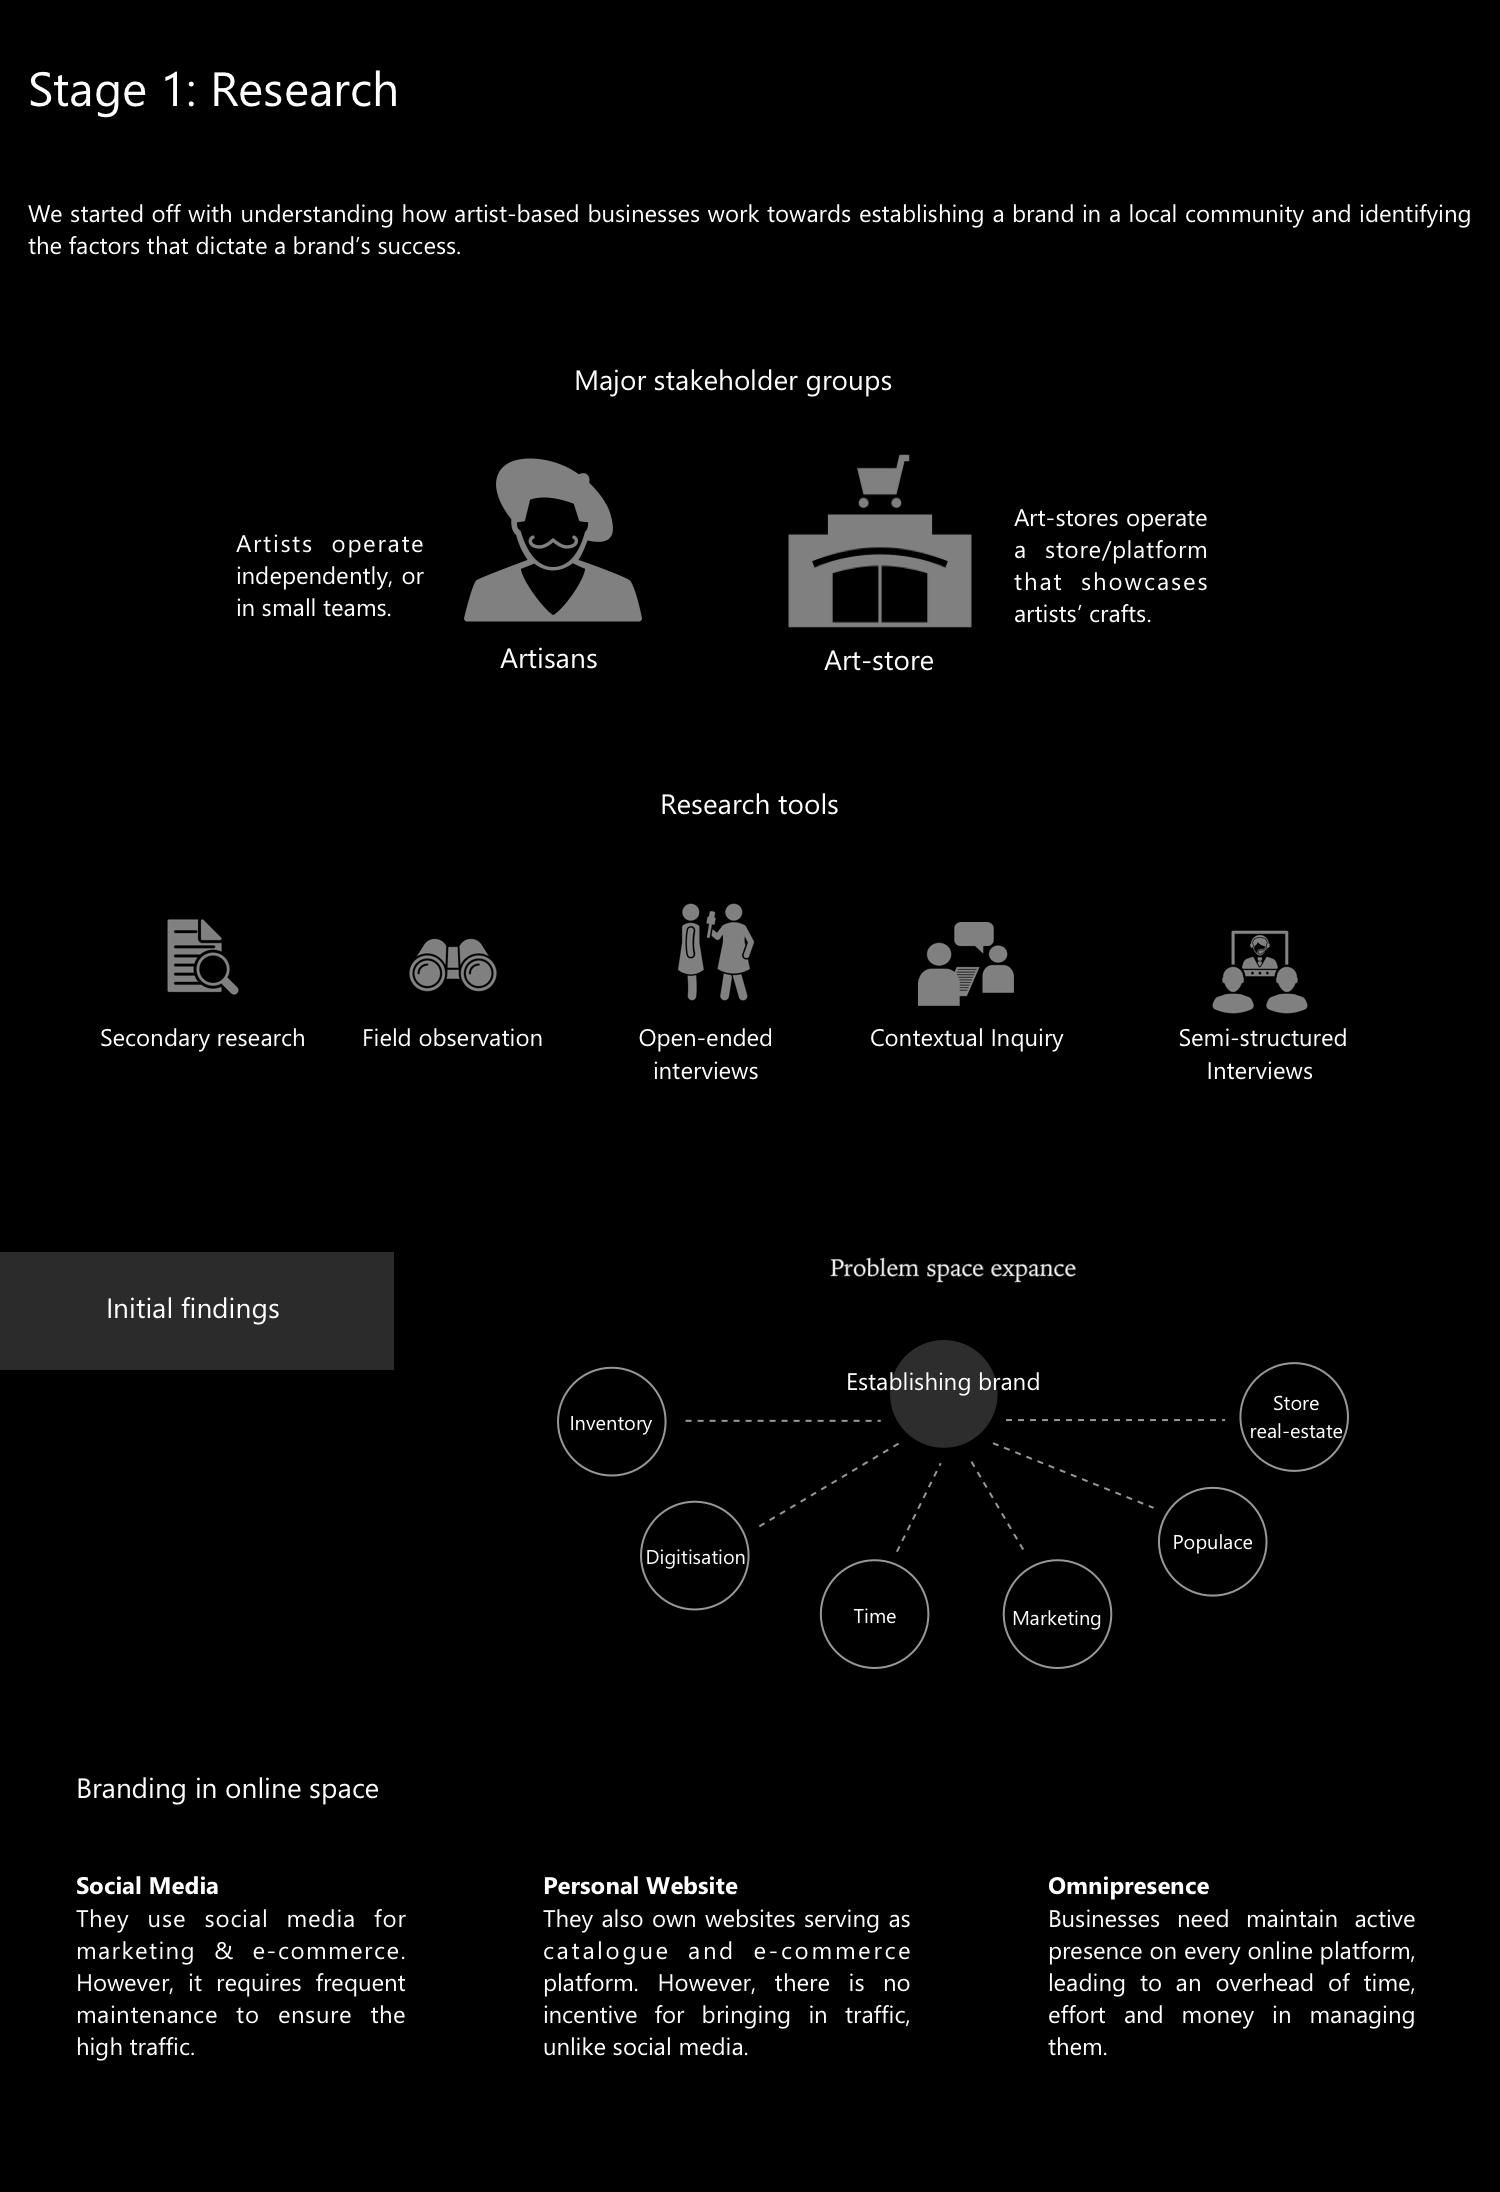 Stage 1: Research
We started off with understanding how artist-based businesses work towards establishing a brand in a local community and identifying
the factors that dictate a brand’s success.
Major stakeholder groups
Artists operate
independently, or
in small teams.
Artisans
Art-stores operate
a store/platform
that showcases
artists’ crafts.
Art-store
Research tools
Secondary research
Field observation
Open-ended
interviews
Contextual Inquiry
Semi-structured
Interviews
Initial findings
Problem space expance
Establishing brand
Inventory
Digitisation
Time
Marketing
Populace
Store
real-estate
Branding in online space
Social Media
They use social media for
marketing & e-commerce.
However, it requires frequent
maintenance to ensure the
high traffic.
Personal Website
They also own websites serving as
catalogue and e-commerce
platform. However, there is no
incentive for bringing in traffic,
unlike social media.
Omnipresence
Businesses need maintain active
presence on every online platform,
leading to an overhead of time,
effort and money in managing
them.